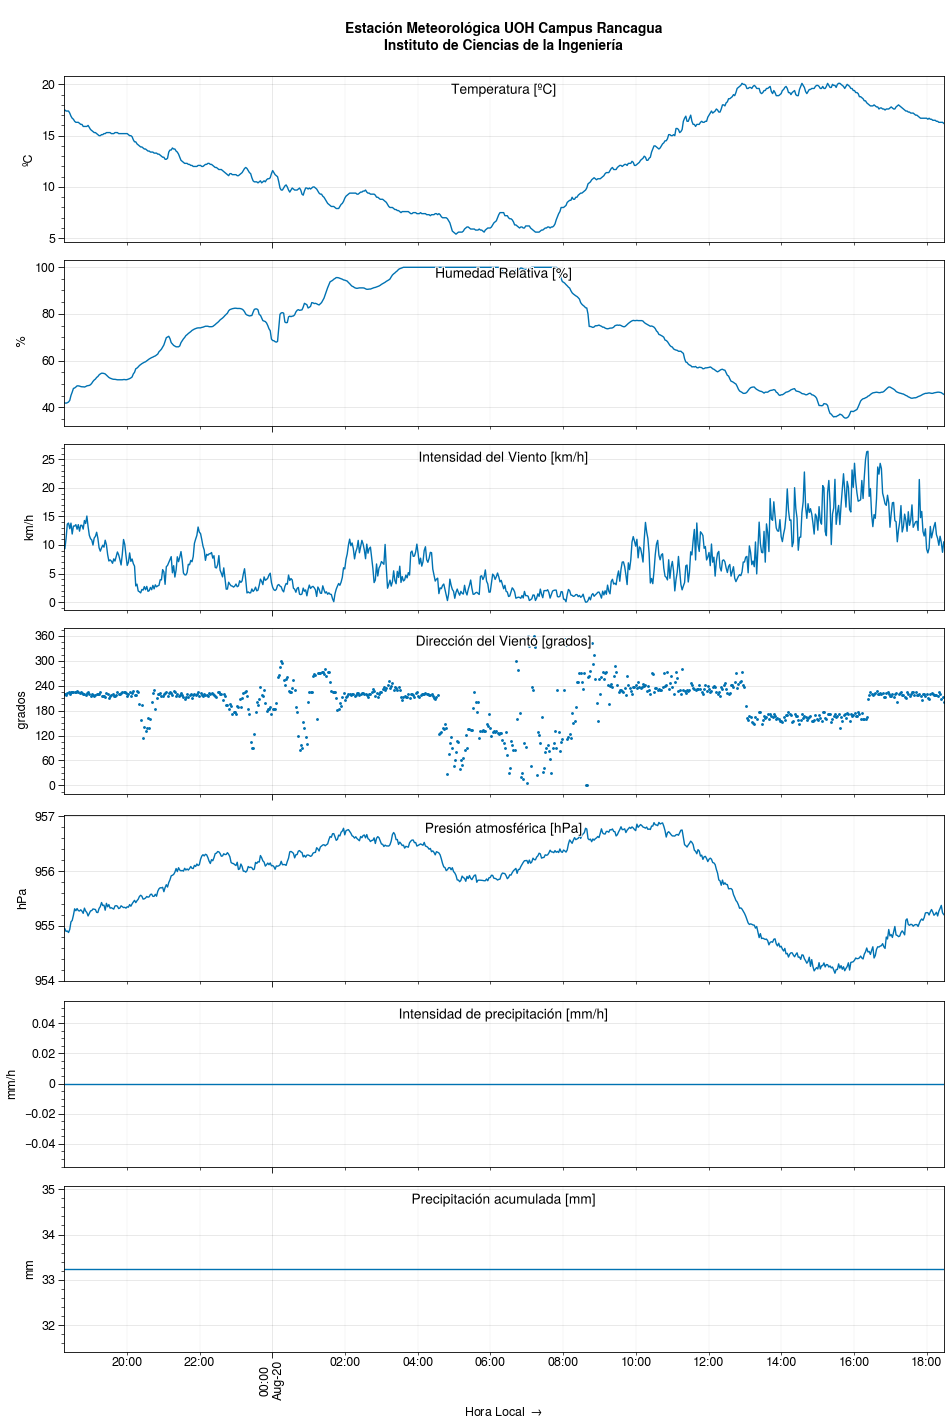 Estación Meteorológica UOH Campus Rancagua
Instituto de Ciencias de la Ingeniería
Temperatura [ºC]
ºC
20
15
10
5
Humedad Relativa [%]
%
100
80
60
40
Intensidad del Viento [km/h]
km/h
25
20
15
10
5
0
Dirección del Viento [grados]
grados
360
300
240
180
120
60
0
Presión atmosférica [hPa]
hPa
957
956
955
954
Intensidad de precipitación [mm/h]
mm/h
0.04
0.02
0
−0.02
−0.04
Precipitación acumulada [mm]
mm
35
34
33
32
20:00 22:00 00:00 02:00 04:00 06:00 08:00 10:00 12:00 14:00 16:00 18:00
Aug-20
Hora Local →